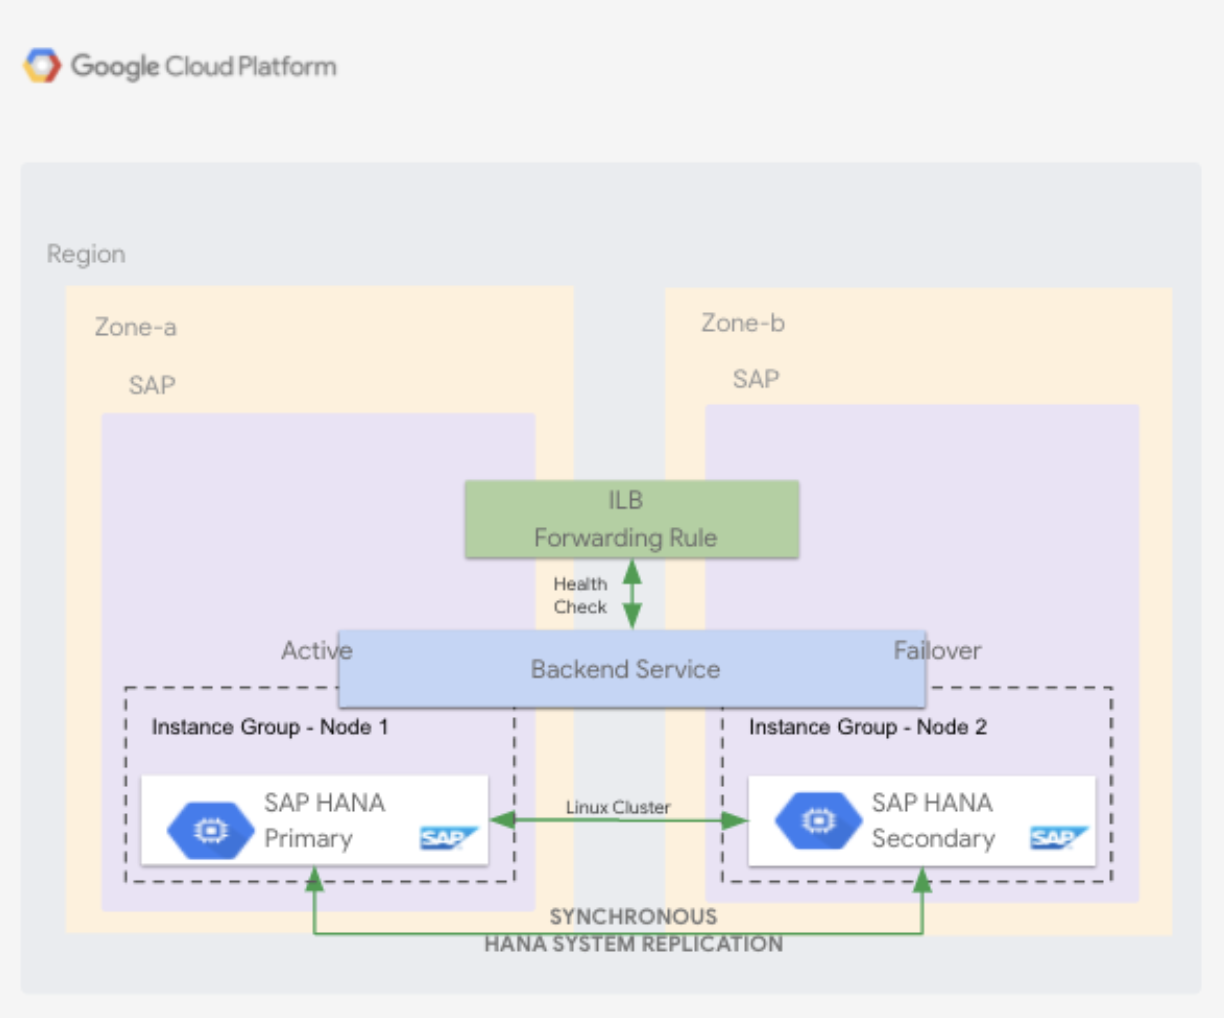 Google Cloud Platform
Region
Zone-a
SAP
Zone-b
SAP
ILB
Forwarding Rule
Health
Check
Active
Backend Service
Failover
Instance Group - Node 1
Instance Group - Node 2
SAP HANA
Primary
SAP
Linux Cluster
SAP HANA
Secondary
SAP
SYNCHRONOUS
HANA SYSTEM REPLICATION